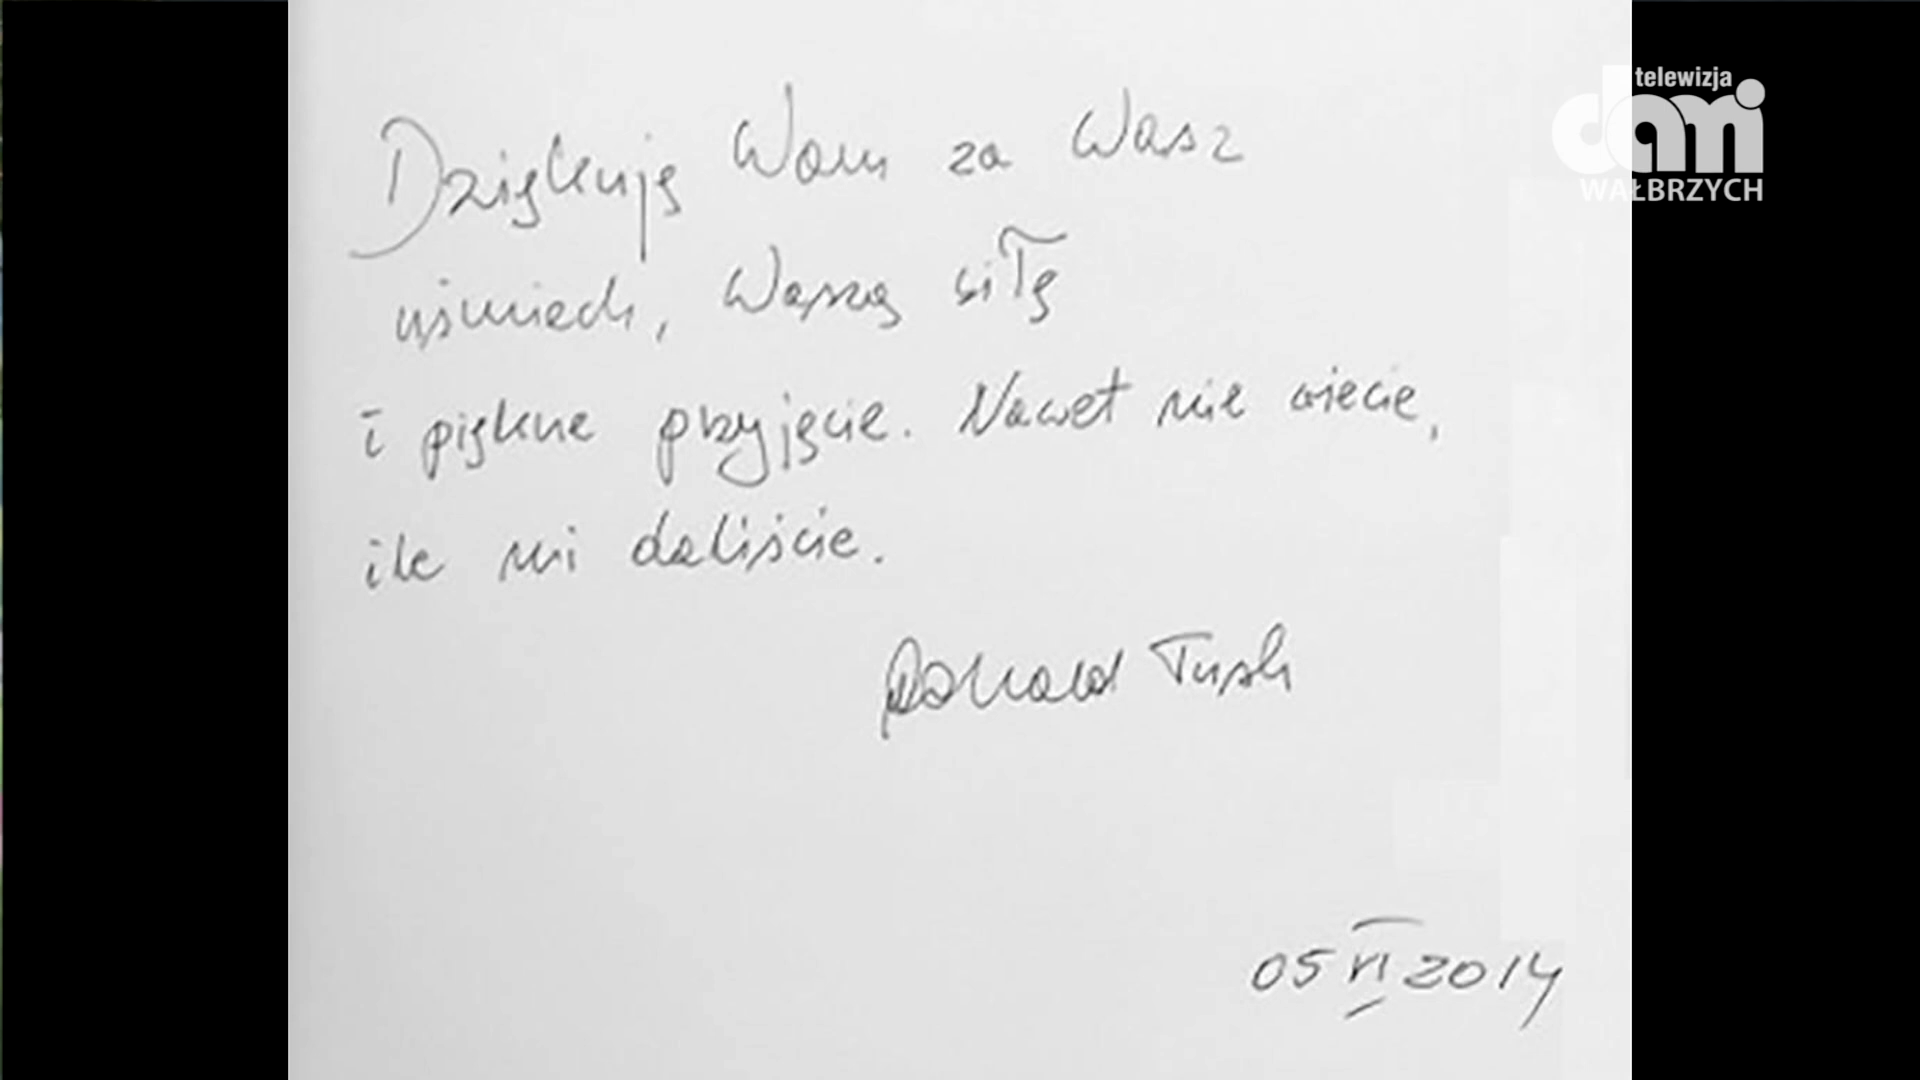 telewizja
dami
WAŁBRZYCH
Dziękuję Wam za Wasz
uśmiech, Waszą siłę
i piękne przyjęcie. Nawet nie wiecie,
ile mi daliście.
Donald Tusk
05 VI 2014